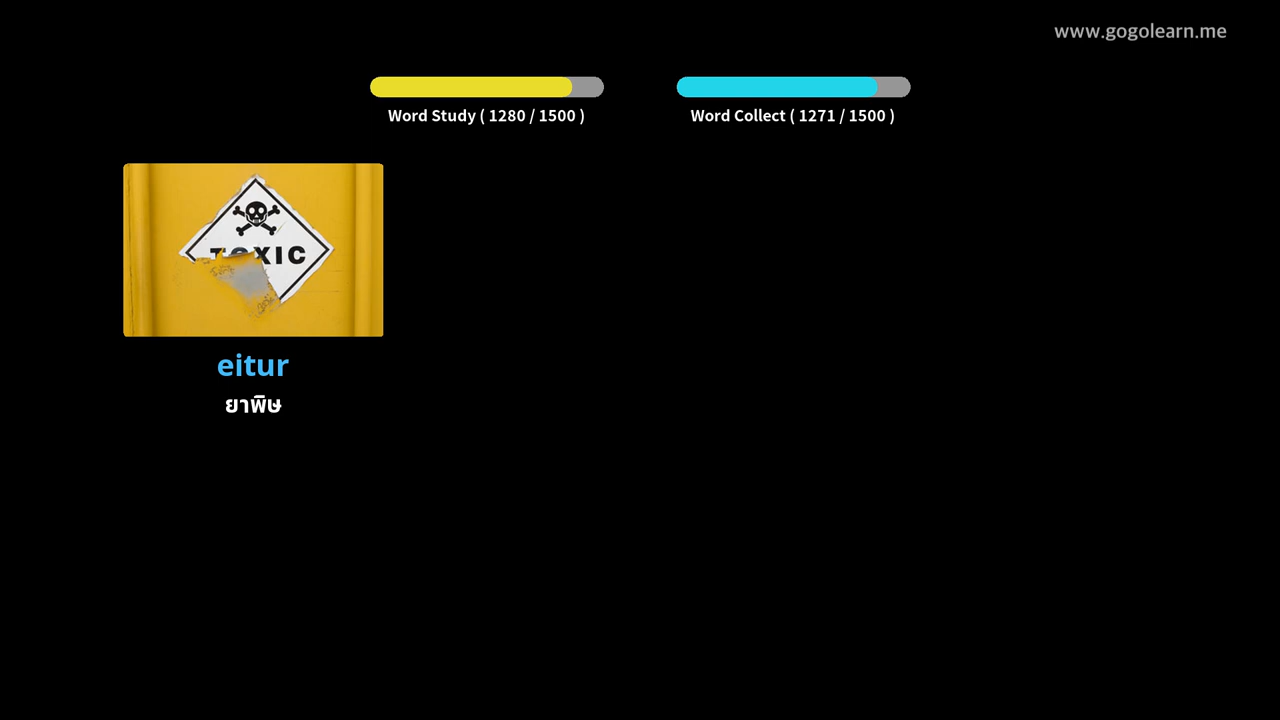 www.gogolearn.me
Word Study ( 1280 / 1500 )
Word Collect ( 1271 / 1500 )
TOXIC
eitur
ยาพิษ